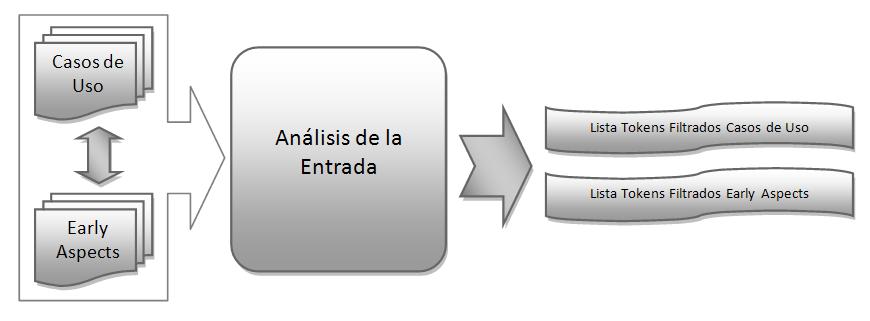 Casos de
Uso
Early
Aspects
Análisis de la
Entrada
Lista Tokens Filtrados Casos de Uso
Lista Tokens Filtrados Early Aspects